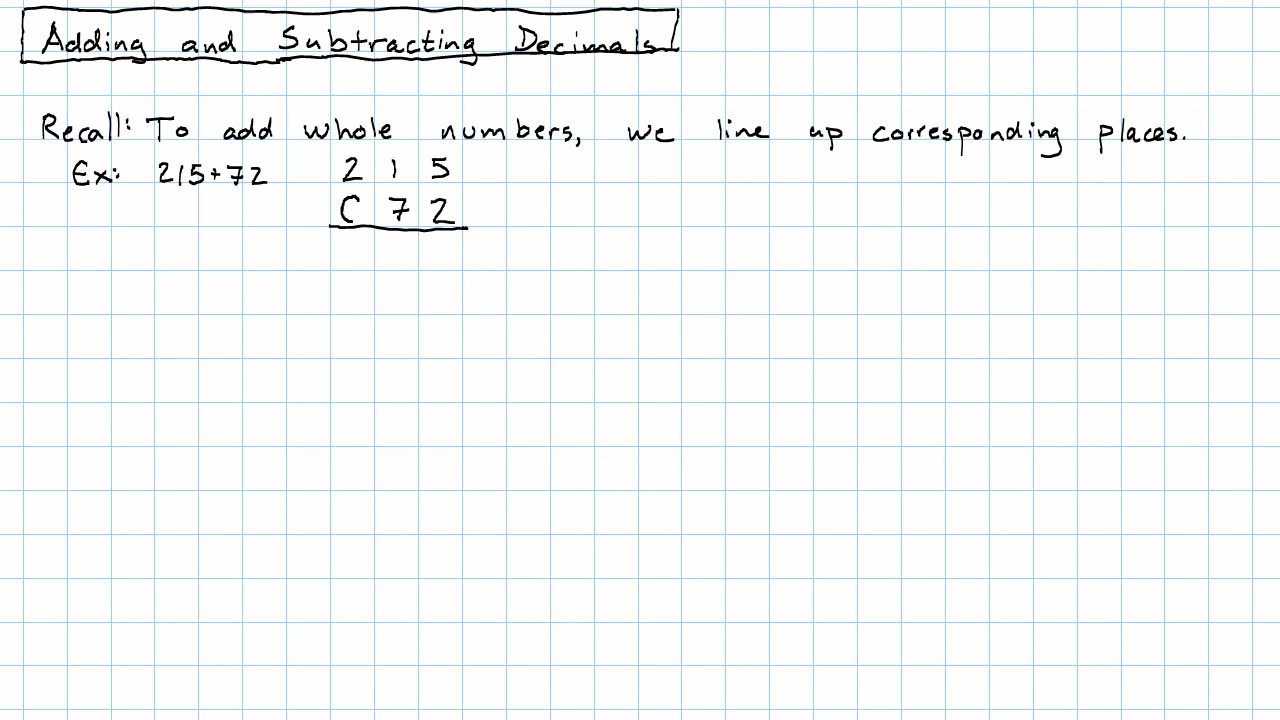 Adding and Subtracting Decimals
Recall: To add whole numbers, we line up corresponding places.
Ex: 215+72 2 1 5
7 2